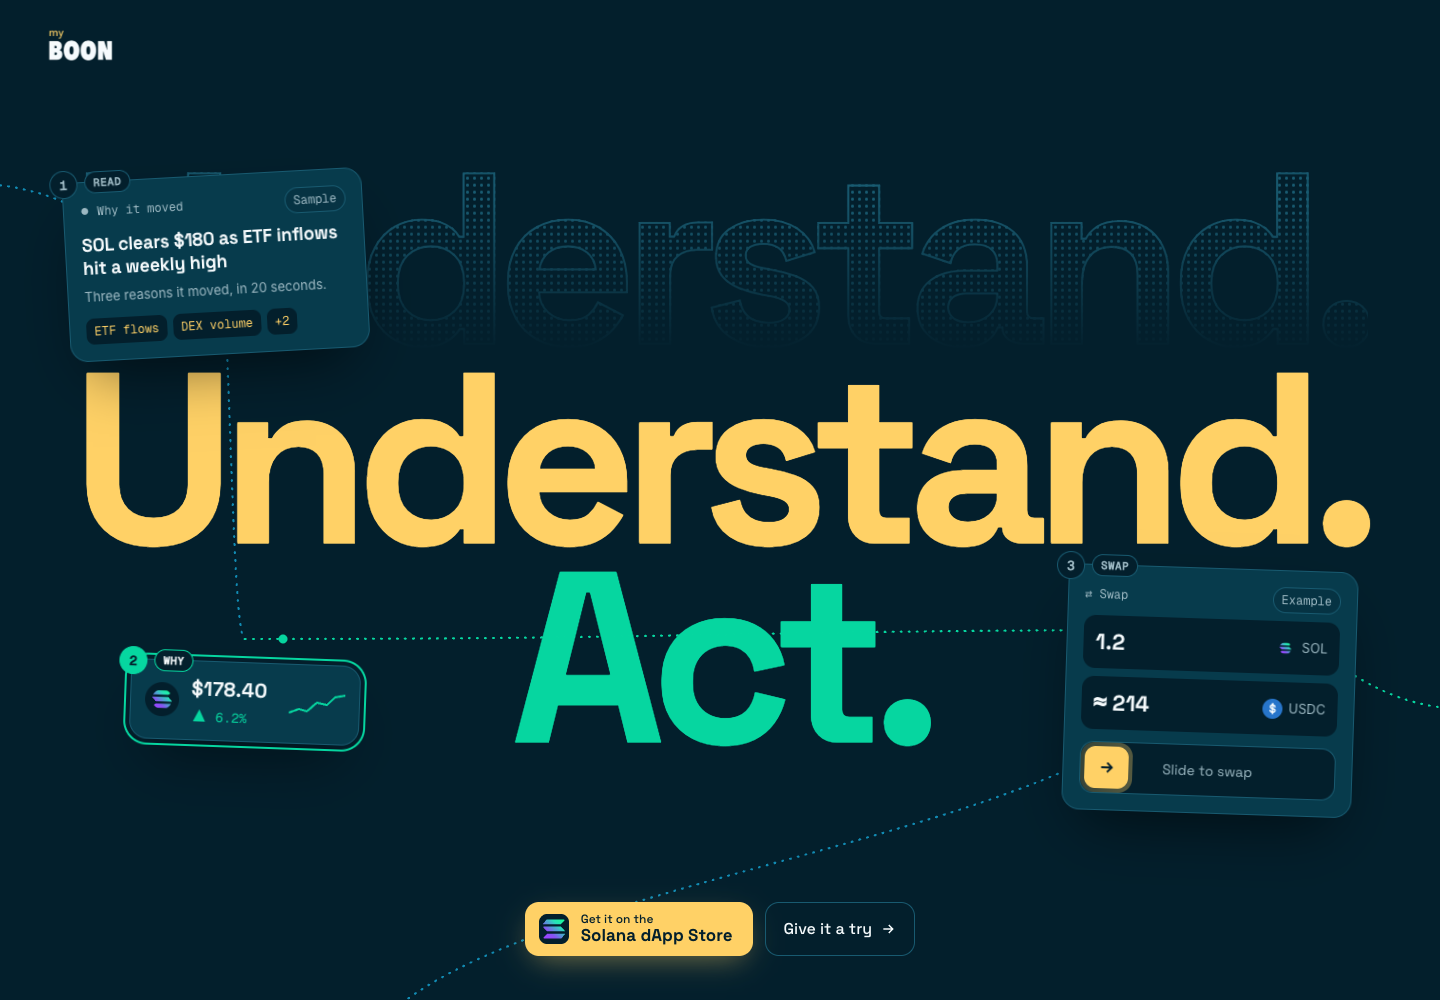 my
BOON
1 READ
Why it moved
Sample
SOL clears $180 as ETF inflows
hit a weekly high
Three reasons it moved, in 20 seconds.
ETF flows DEX volume +2
Understand.
Understand.
Act.
2 WHY
$178.40
▲ 6.2%
3 SWAP
⇄ Swap
Example
1.2 SOL
≈ 214 $ USDC
→ Slide to swap
Get it on the
Solana dApp Store
Give it a try →